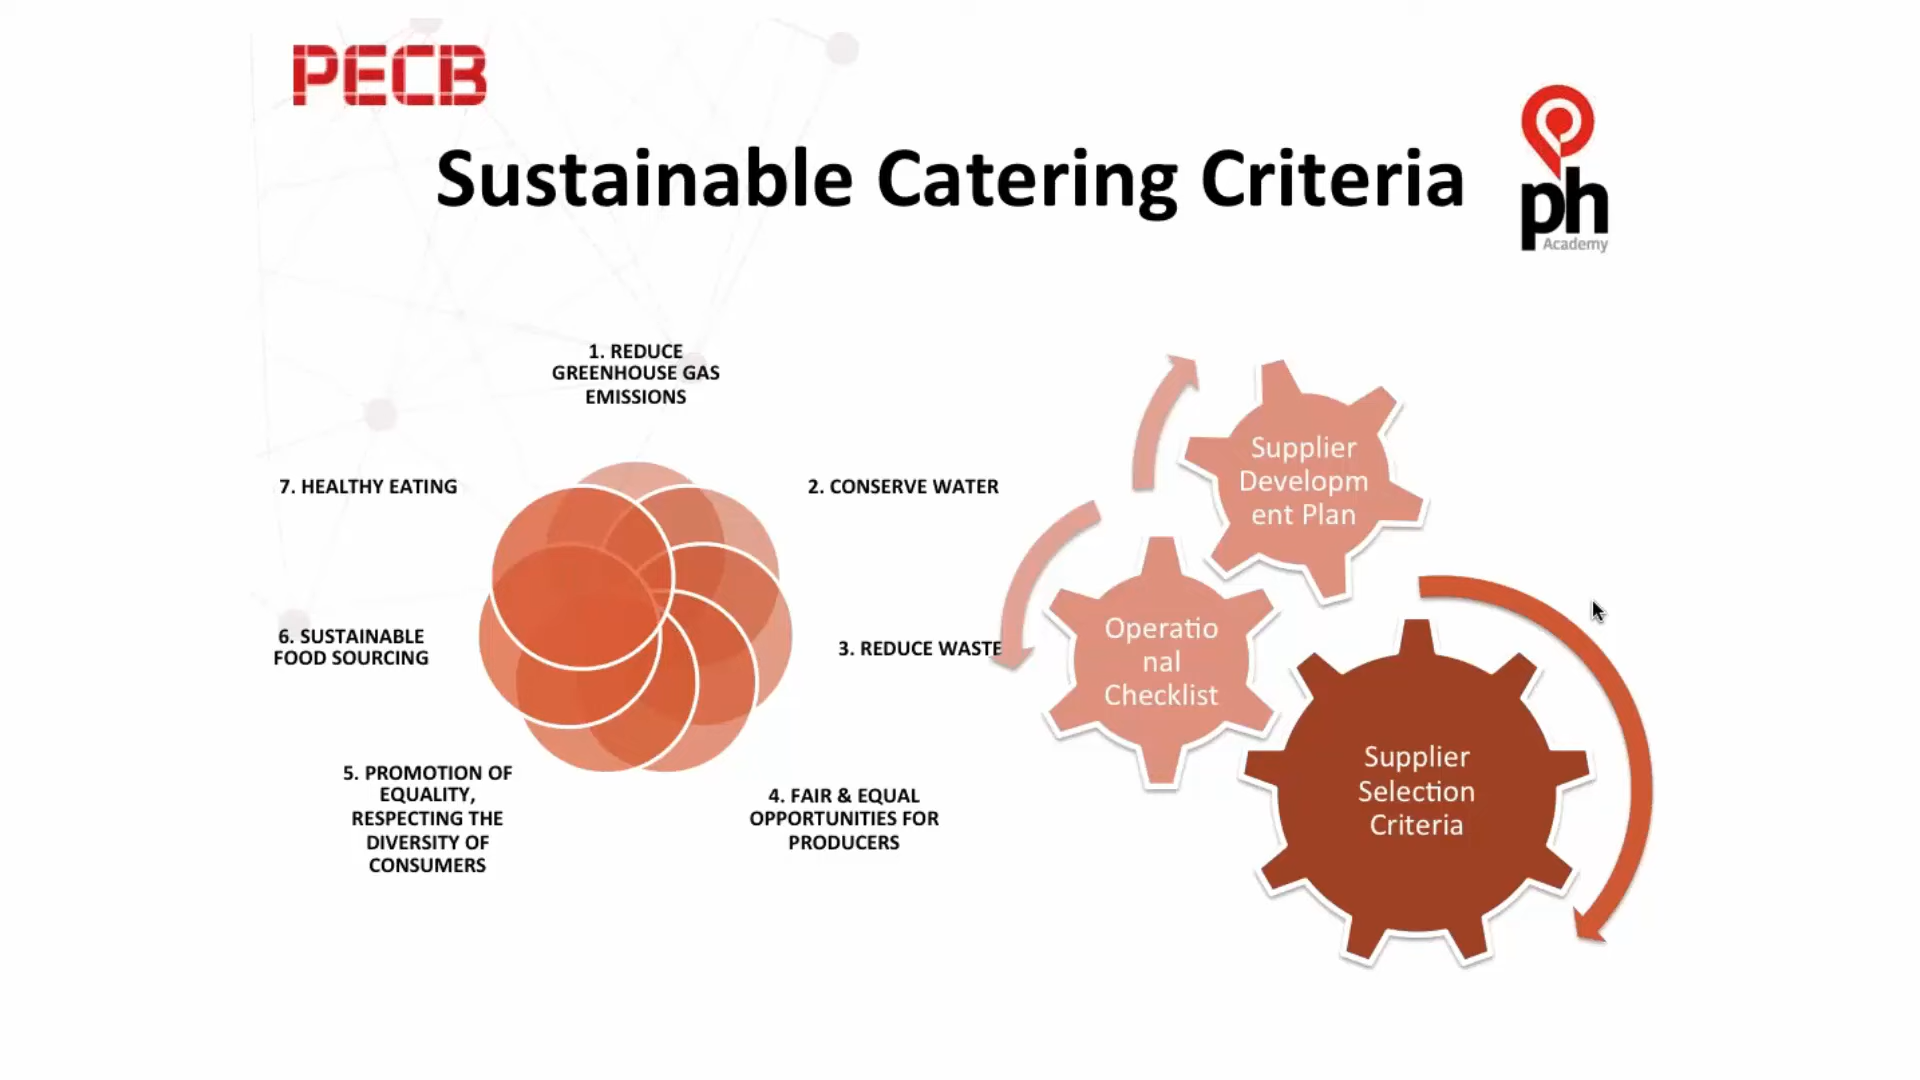 PECB
Sustainable Catering Criteria
ph
Academy
1. REDUCE
GREENHOUSE GAS
EMISSIONS
2. CONSERVE WATER
3. REDUCE WASTE
4. FAIR & EQUAL
OPPORTUNITIES FOR
PRODUCERS
5. PROMOTION OF
EQUALITY,
RESPECTING THE
DIVERSITY OF
CONSUMERS
6. SUSTAINABLE
FOOD SOURCING
7. HEALTHY EATING
Supplier
Developm
ent Plan
Operatio
nal
Checklist
Supplier
Selection
Criteria